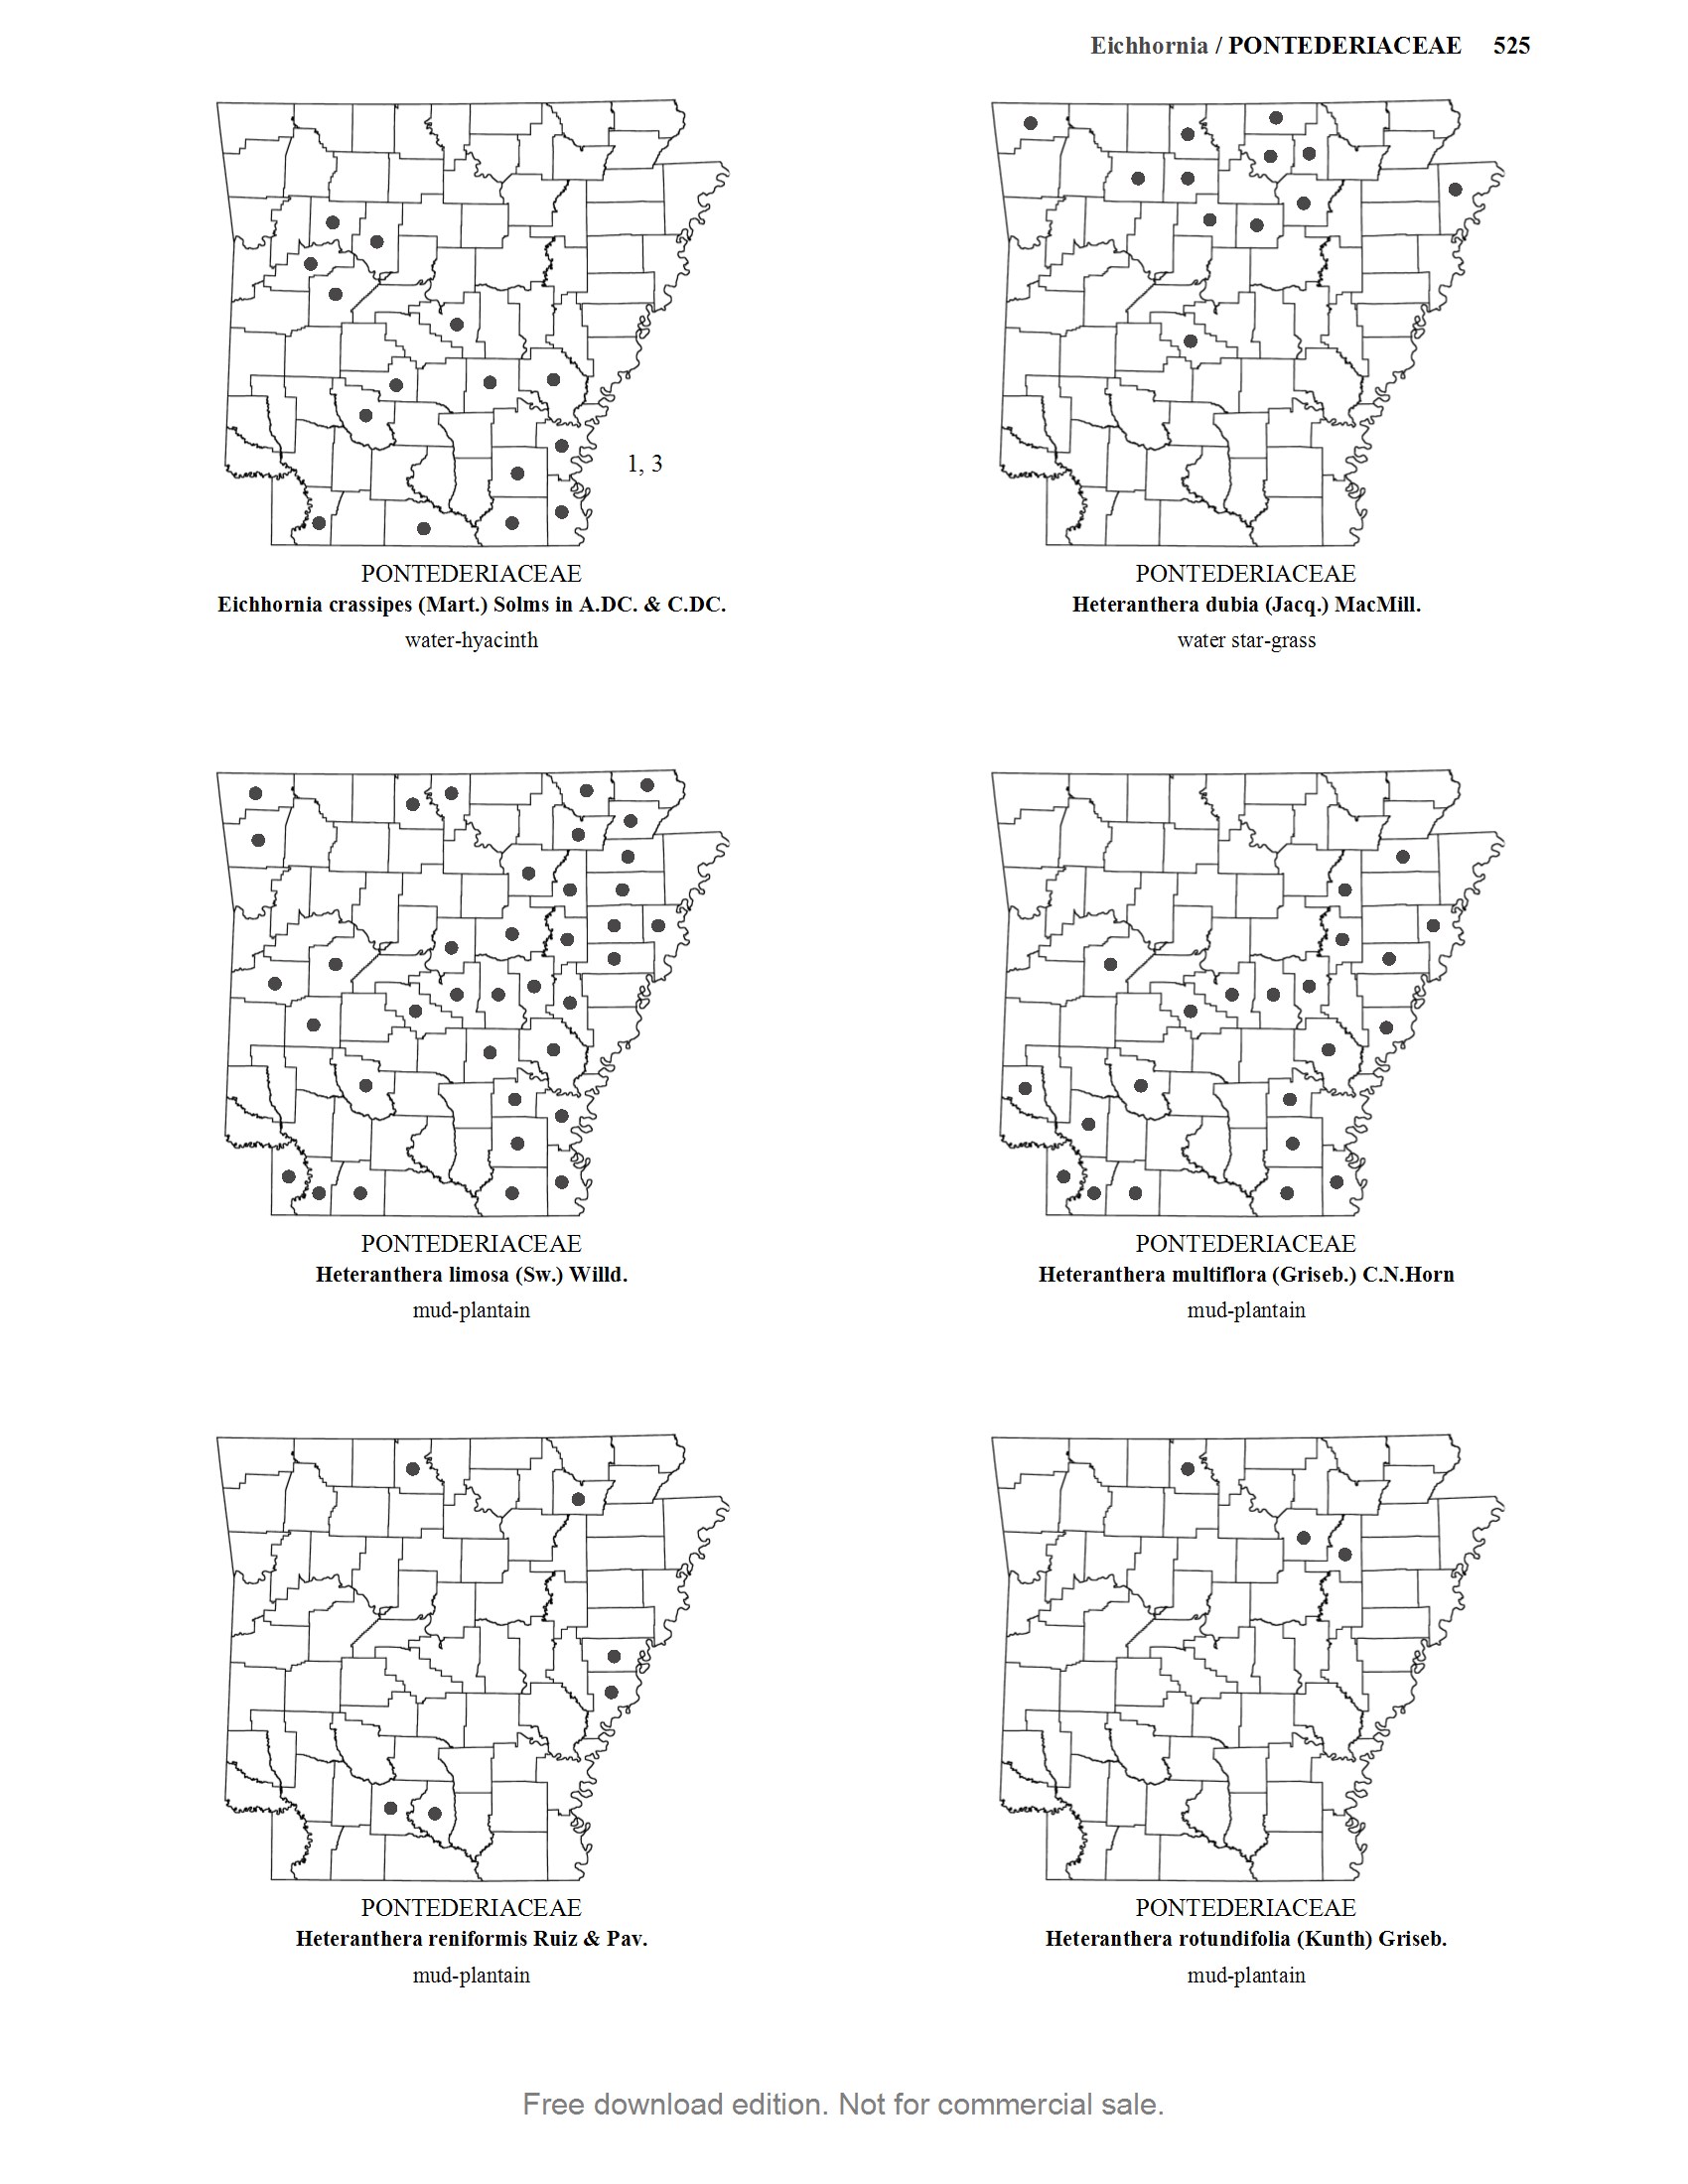 Eichhornia / PONTEDERIACEAE 525
1, 3
PONTEDERIACEAE
Eichhornia crassipes (Mart.) Solms in A.DC. & C.DC.
water-hyacinth
PONTEDERIACEAE
Heteranthera dubia (Jacq.) MacMill.
water star-grass
PONTEDERIACEAE
Heteranthera limosa (Sw.) Willd.
mud-plantain
PONTEDERIACEAE
Heteranthera multiflora (Griseb.) C.N.Horn
mud-plantain
PONTEDERIACEAE
Heteranthera reniformis Ruiz & Pav.
mud-plantain
PONTEDERIACEAE
Heteranthera rotundifolia (Kunth) Griseb.
mud-plantain
Free download edition. Not for commercial sale.